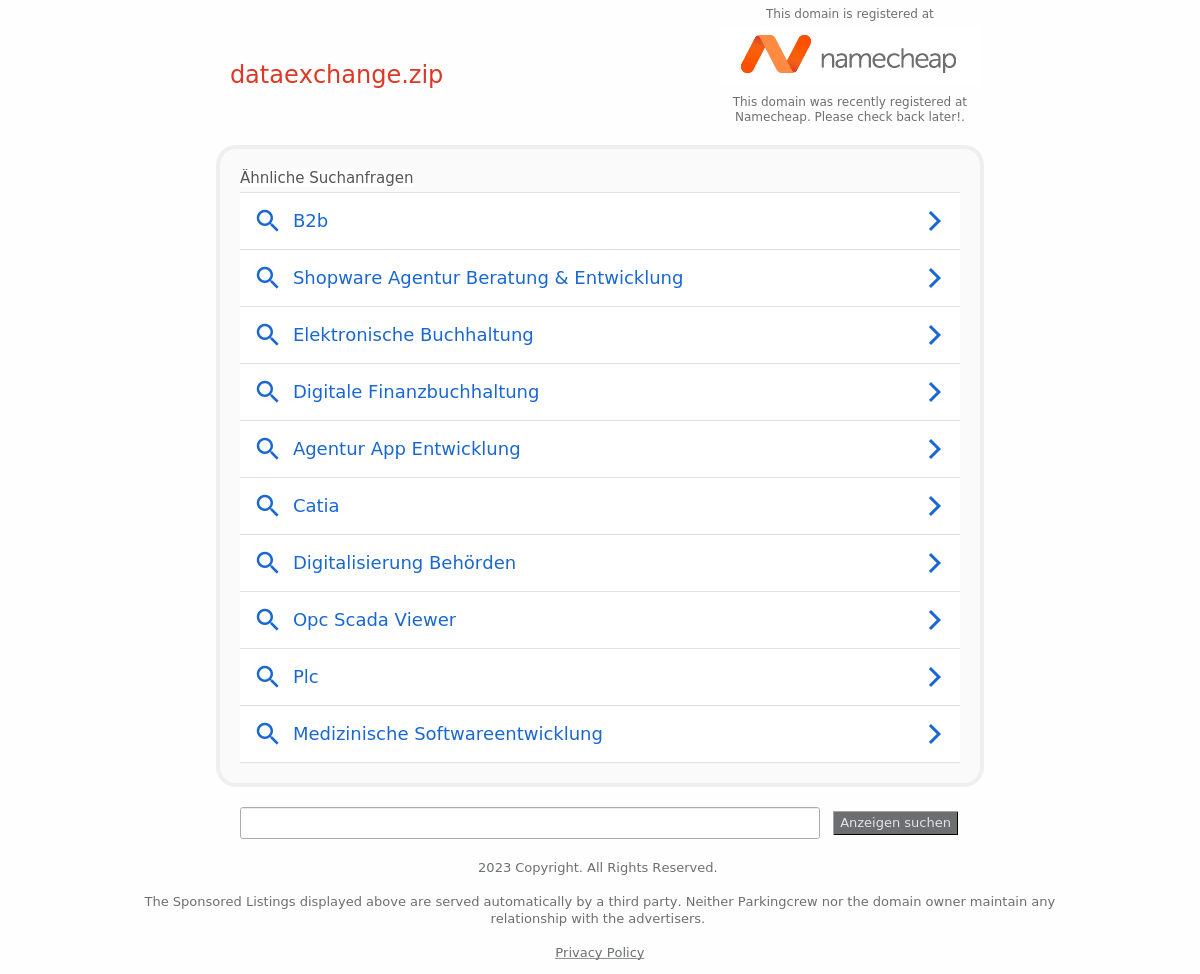 This domain is registered at
namecheap
dataexchange.zip
This domain was recently registered at
Namecheap. Please check back later!.
Ähnliche Suchanfragen
B2b
Shopware Agentur Beratung & Entwicklung
Elektronische Buchhaltung
Digitale Finanzbuchhaltung
Agentur App Entwicklung
Catia
Digitalisierung Behörden
Opc Scada Viewer
Plc
Medizinische Softwareentwicklung
Anzeigen suchen
2023 Copyright. All Rights Reserved.
The Sponsored Listings displayed above are served automatically by a third party. Neither Parkingcrew nor the domain owner maintain any
relationship with the advertisers.
Privacy Policy